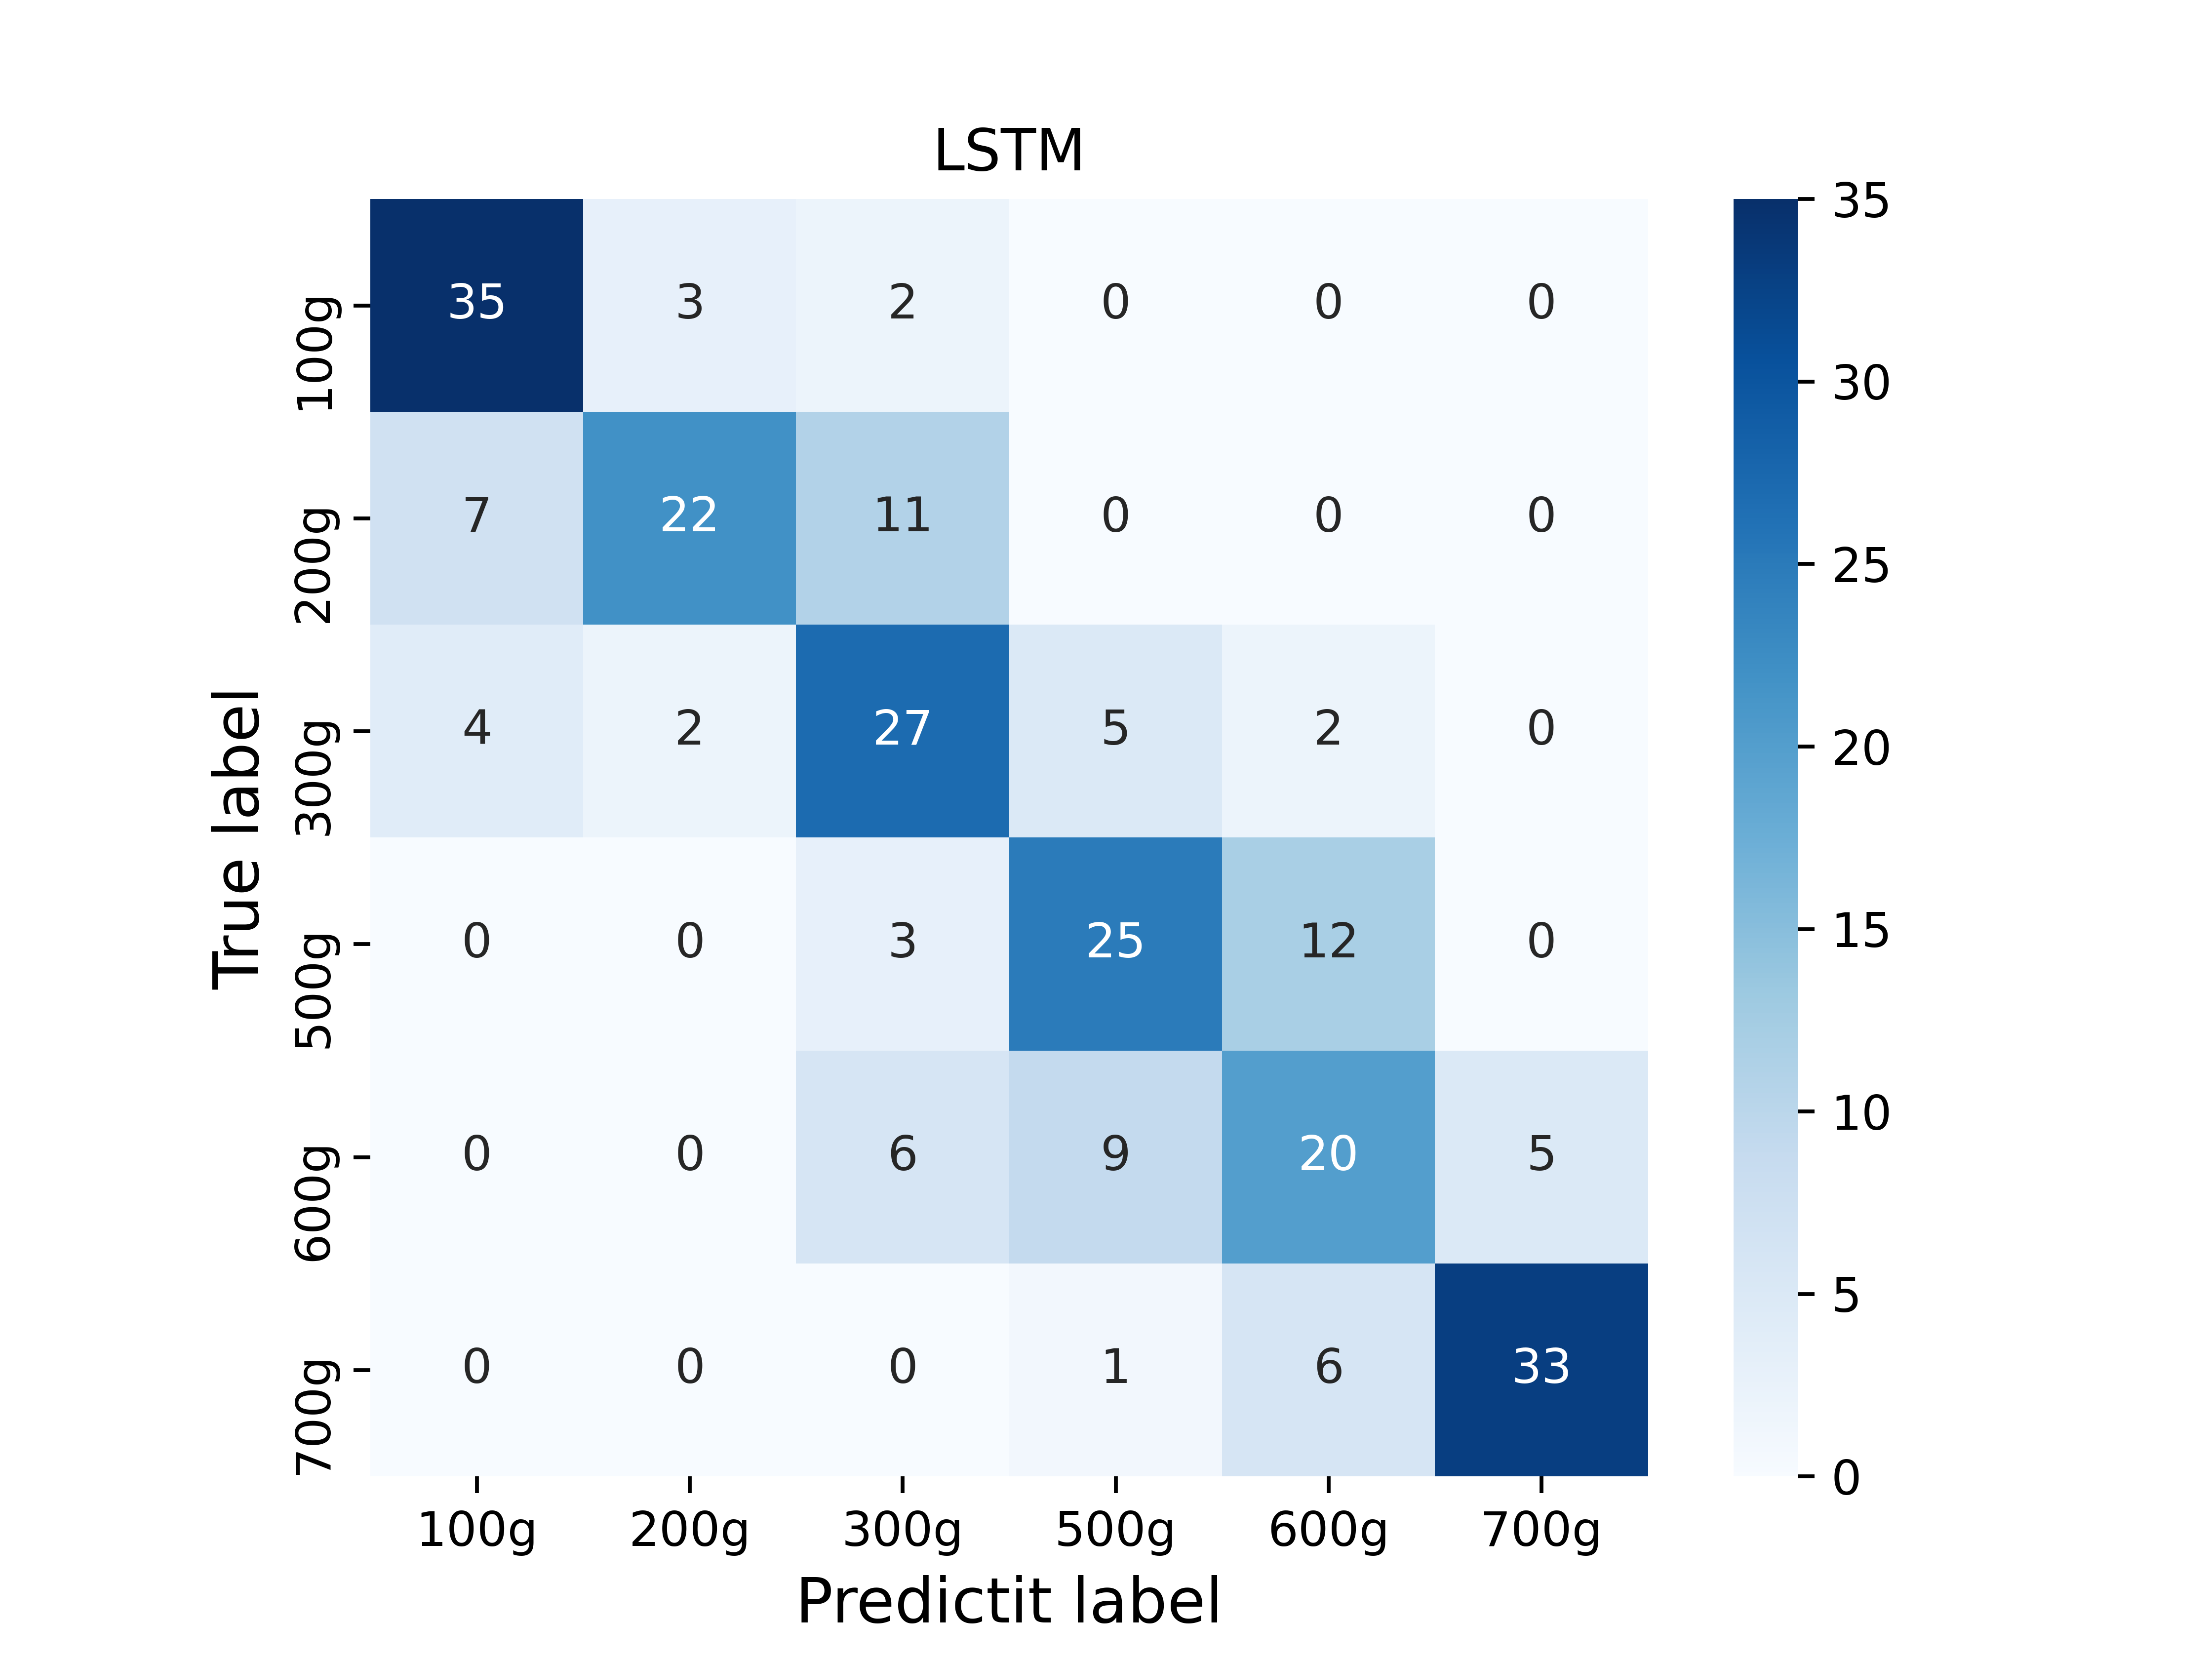 LSTM
35
100g 35 3 2 0 0 0
30
200g 7 22 11 0 0 0
25
300g 4 2 27 5 2 0
20
True label
500g 0 0 3 25 12 0
15
10
600g 0 0 6 9 20 5
5
700g 0 0 0 1 6 33
0
100g 200g 300g 500g 600g 700g
Predictit label